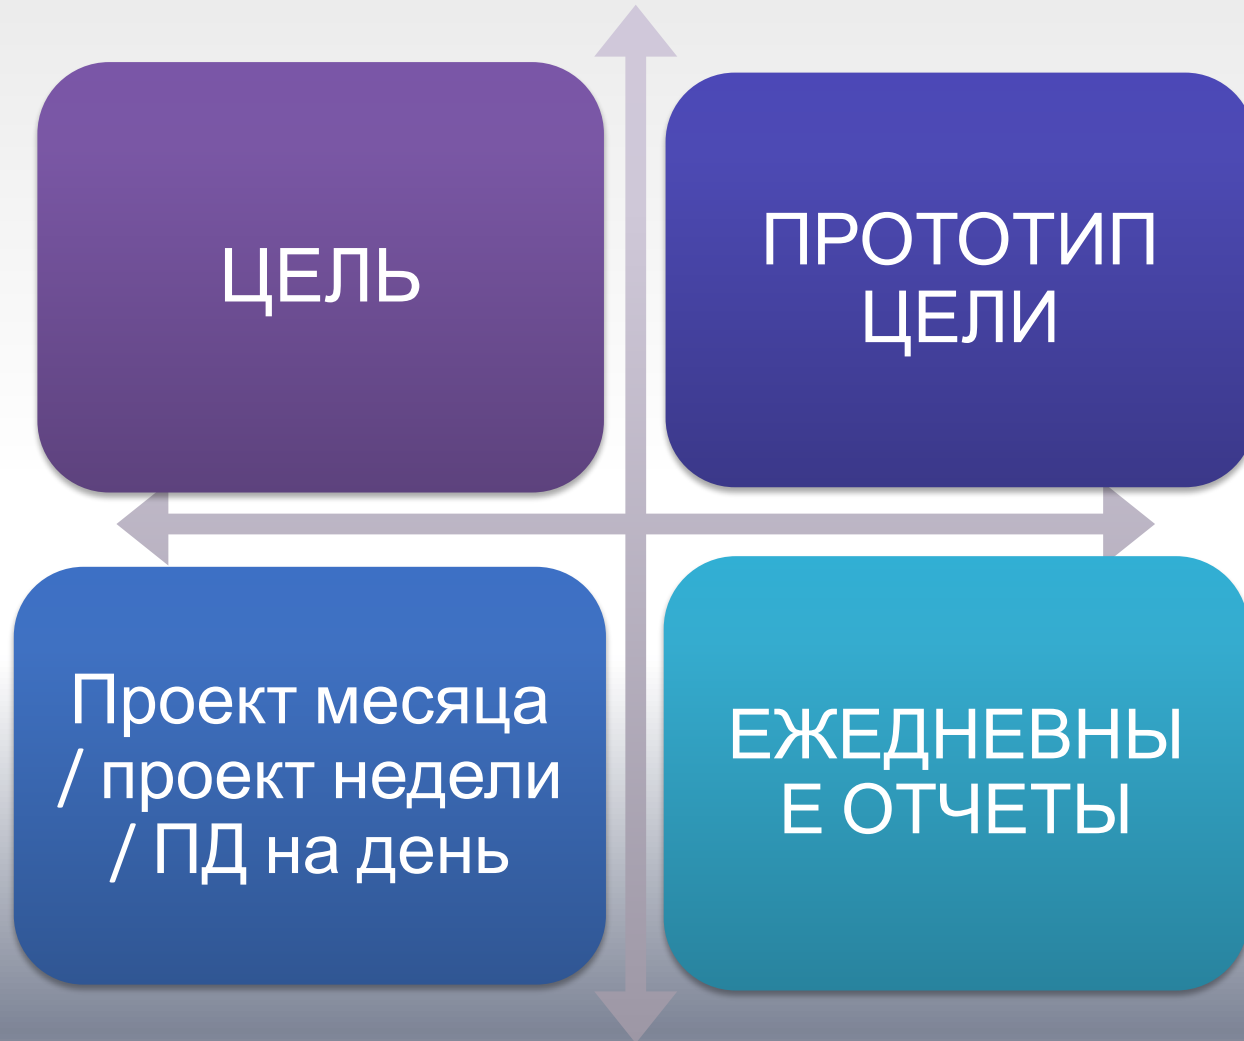 ЦЕЛЬ
ПРОТОТИП
ЦЕЛИ
Проект месяца
/ проект недели
/ ПД на день
ЕЖЕДНЕВНЫ
Е ОТЧЕТЫ